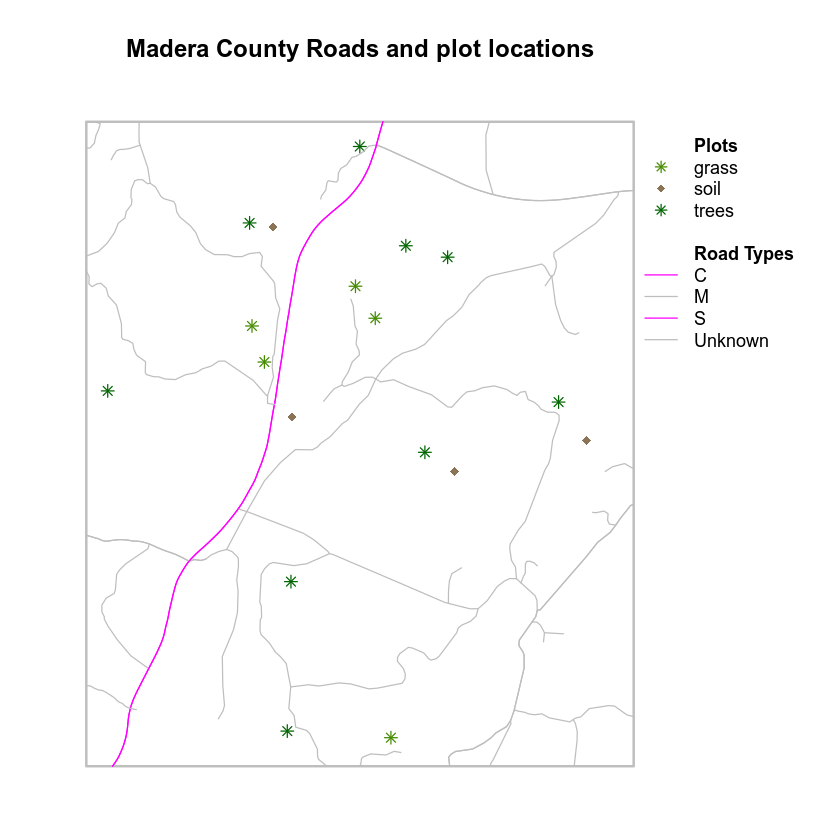 Madera County Roads and plot locations
Plots
grass
soil
trees
Road Types
C
M
S
Unknown